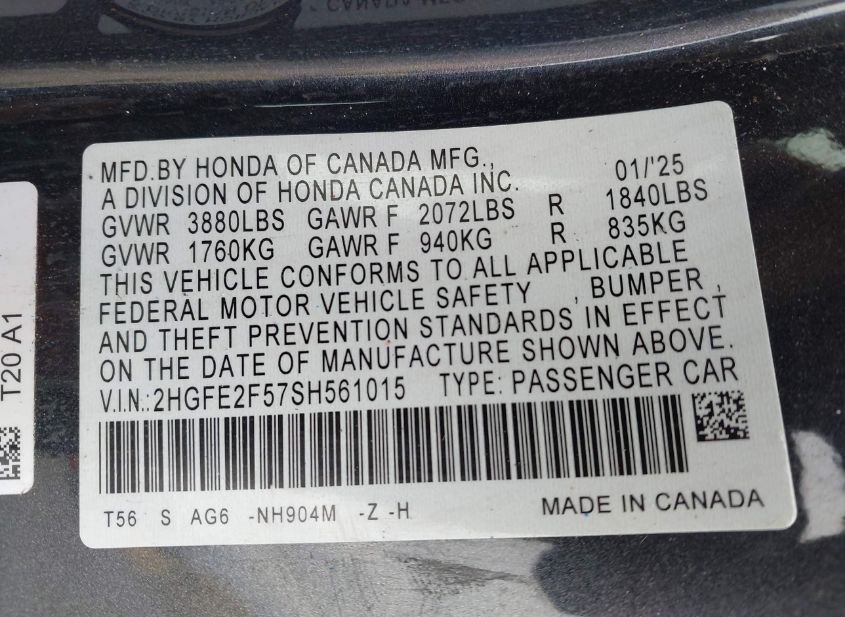 MFD.BY HONDA OF CANADA MFG., 01/'25
A DIVISION OF HONDA CANADA INC.
GVWR 3880LBS GAWR F 2072LBS R 1840LBS
GVWR 1760KG GAWR F 940KG R 835KG
THIS VEHICLE CONFORMS TO ALL APPLICABLE
FEDERAL MOTOR VEHICLE SAFETY , BUMPER ,
AND THEFT PREVENTION STANDARDS IN EFFECT
ON THE DATE OF MANUFACTURE SHOWN ABOVE.
V.I.N.:2HGFE2F57SH561015 TYPE: PASSENGER CAR
T56 S AG6 -NH904M -Z -H MADE IN CANADA
T20 A1